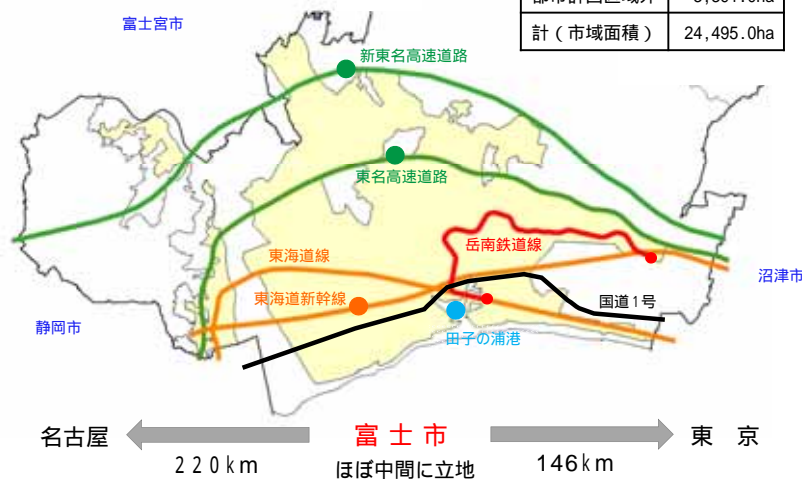 計(市域面積) 24,495.0ha
富士宮市
新東名高速道路
東名高速道路
岳南鉄道線
東海道線
沼津市
東海道新幹線
国道1号
静岡市
田子の浦港
名古屋 富士市 東 京
220km ほぼ中間に立地 146km